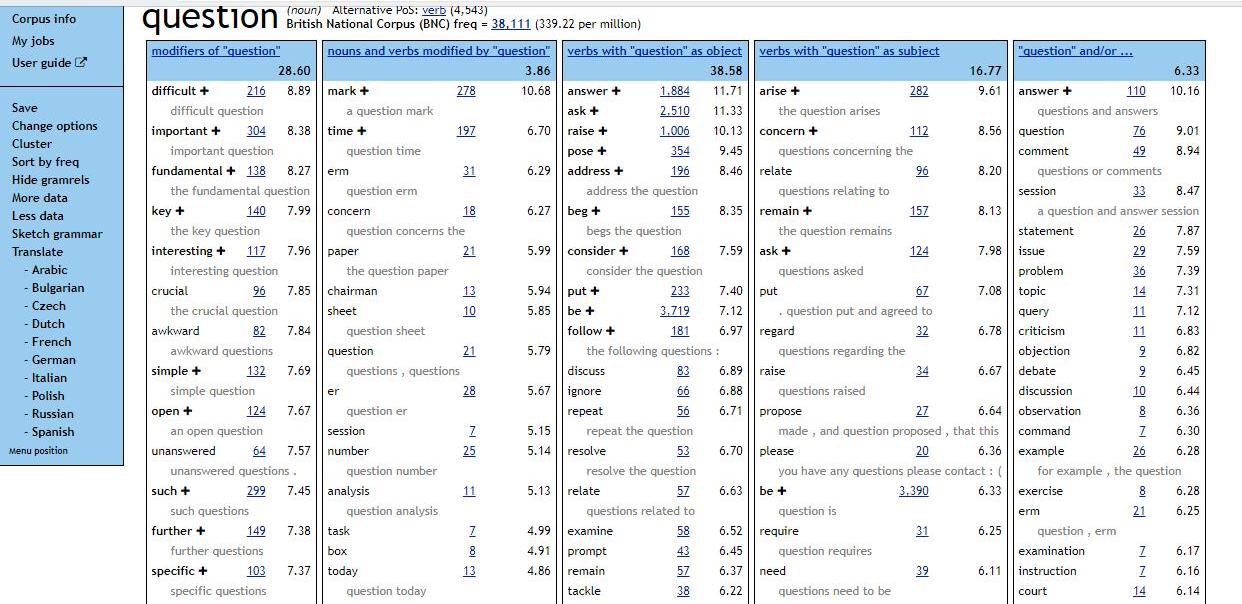 Corpus info
My jobs
User guide
Save
Change options
Cluster
Sort by freq
Hide gramrels
More data
Less data
Sketch grammar
Translate
- Arabic
- Bulgarian
- Czech
- Dutch
- French
- German
- Italian
- Polish
- Russian
- Spanish
Menu position
question (noun) Alternative PoS: verb (4,543)
British National Corpus (BNC) freq = 38,111 (339.22 per million)
modifiers of "question"
28.60
difficult + 216 8.89
difficult question
important + 304 8.38
important question
fundamental + 138 8.27
the fundamental question
key + 140 7.99
the key question
interesting + 117 7.96
interesting question
crucial 96 7.85
the crucial question
awkward 82 7.84
awkward questions
simple + 132 7.69
simple question
open + 124 7.67
an open question
unanswered 64 7.57
unanswered questions .
such + 299 7.45
such questions
further + 149 7.38
further questions
specific + 103 7.37
specific questions
nouns and verbs modified by "question"
3.86
mark + 278 10.68
a question mark
time + 197 6.70
question time
erm 31 6.29
question erm
concern 18 6.27
question concerns the
paper 21 5.99
the question paper
chairman 13 5.94
sheet 10 5.85
question sheet
question 21 5.79
questions , questions
er 28 5.67
question er
session 7 5.15
number 25 5.14
question number
analysis 11 5.13
question analysis
task 7 4.99
box 8 4.91
today 13 4.86
question today
verbs with "question" as object
38.58
answer + 1,884 11.71
ask + 2,510 11.33
raise + 1,006 10.13
pose + 354 9.45
address + 196 8.46
address the question
beg + 155 8.35
begs the question
consider + 168 7.59
consider the question
put + 233 7.40
be + 3,719 7.12
follow + 181 6.97
the following questions :
discuss 83 6.89
ignore 66 6.88
repeat 56 6.71
repeat the question
resolve 53 6.70
resolve the question
relate 57 6.63
questions related to
examine 58 6.52
prompt 43 6.45
remain 57 6.37
tackle 38 6.22
verbs with "question" as subject
16.77
arise + 282 9.61
the question arises
concern + 112 8.56
questions concerning the
relate 96 8.20
questions relating to
remain + 157 8.13
the question remains
ask + 124 7.98
questions asked
put 67 7.08
. question put and agreed to
regard 32 6.78
questions regarding the
raise 34 6.67
questions raised
propose 27 6.64
made , and question proposed , that this
please 20 6.36
you have any questions please contact : (
be + 3,390 6.33
question is
require 31 6.25
question requires
need 39 6.11
questions need to be
"question" and/or ...
6.33
answer + 110 10.16
questions and answers
question 76 9.01
comment 49 8.94
questions or comments
session 33 8.47
a question and answer session
statement 26 7.87
issue 29 7.59
problem 36 7.39
topic 14 7.31
query 11 7.12
criticism 11 6.83
objection 9 6.82
debate 9 6.45
discussion 10 6.44
observation 8 6.36
command 7 6.30
example 26 6.28
for example , the question
exercise 8 6.28
erm 21 6.25
question , erm
examination 7 6.17
instruction 7 6.16
court 14 6.14